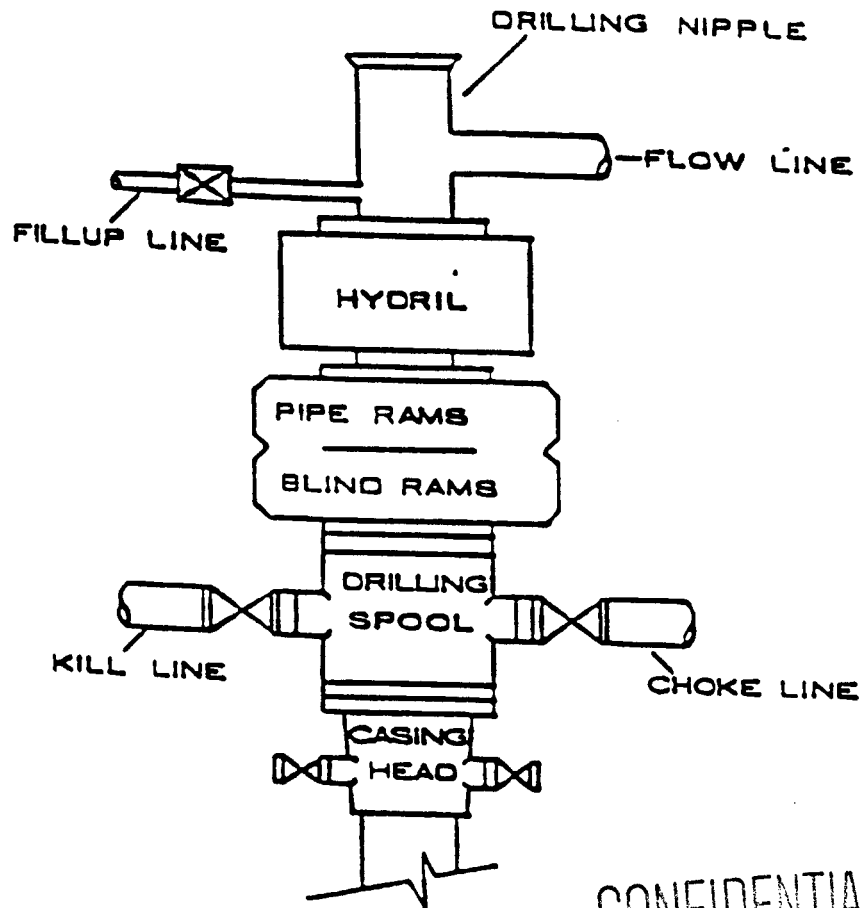 DRILLING NIPPLE
FLOW LINE
FILLUP LINE
HYDRIL
PIPE RAMS
BLIND RAMS
DRILLING
SPOOL
KILL LINE
CHOKE LINE
CASING
HEAD
CONFIDENTIA